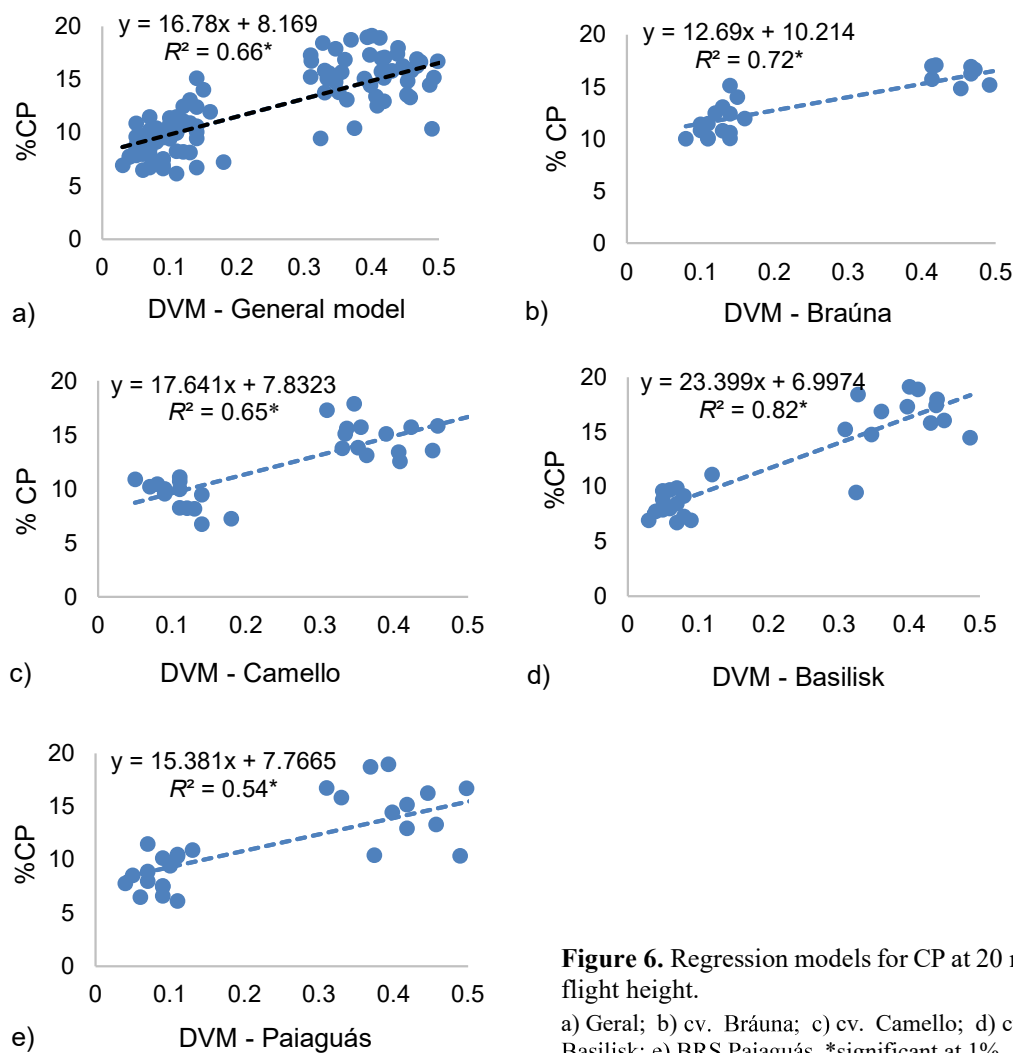 y = 16.78x + 8.169
R² = 0.66*
20
15
10
5
0
%CP
0 0.1 0.2 0.3 0.4 0.5
a) DVM - General model
y = 12.69x + 10.214
R² = 0.72*
20
15
10
5
0
% CP
0 0.1 0.2 0.3 0.4 0.5
b) DVM - Braúna
y = 17.641x + 7.8323
R² = 0.65*
20
15
10
5
0
% CP
0 0.1 0.2 0.3 0.4 0.5
c) DVM - Camello
y = 23.399x + 6.9974
R² = 0.82*
20
15
10
5
0
%CP
0 0.1 0.2 0.3 0.4 0.5
d) DVM - Basilisk
y = 15.381x + 7.7665
R² = 0.54*
20
15
10
5
0
%CP
0 0.1 0.2 0.3 0.4 0.5
e) DVM - Paiaguás
Figure 6. Regression models for CP at 20
flight height.
a) Geral; b) cv. Bráuna; c) cv. Camello; d)
Basilisk; e) BRS Paiaguás. *significant at 1%